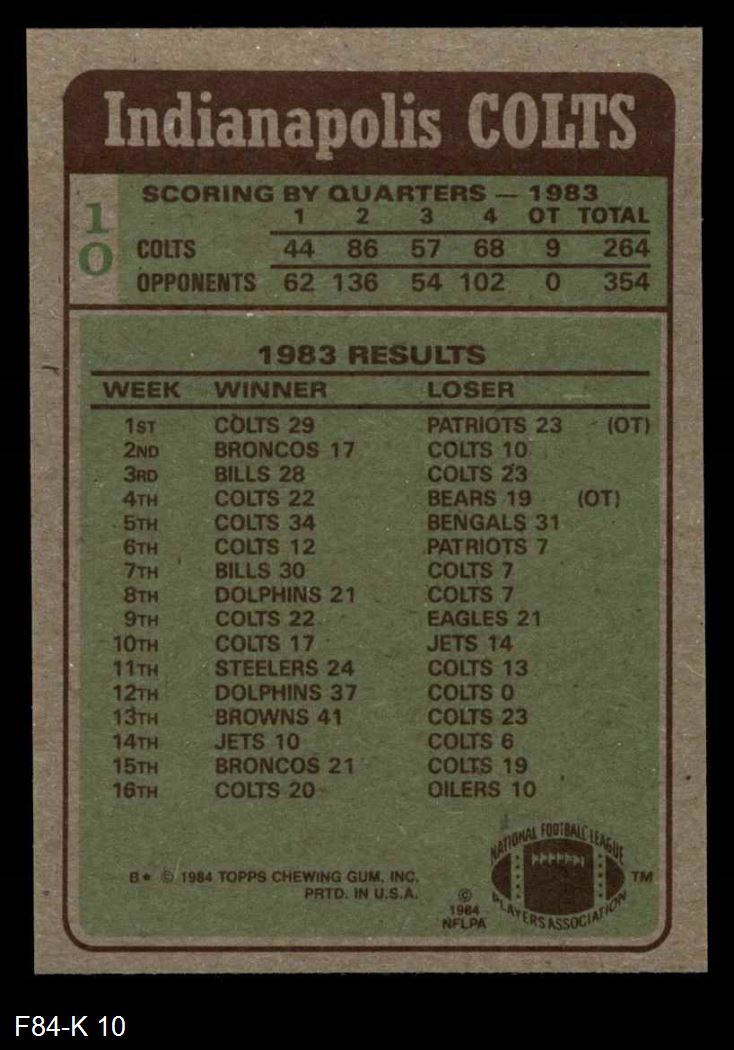 Indianapolis COLTS
10
SCORING BY QUARTERS — 1983
1 2 3 4 OT TOTAL
COLTS 44 86 57 68 9 264
OPPONENTS 62 136 54 102 0 354
1983 RESULTS
WEEK WINNER LOSER
1ST COLTS 29 PATRIOTS 23 (OT)
2ND BRONCOS 17 COLTS 10
3RD BILLS 28 COLTS 23
4TH COLTS 22 BEARS 19 (OT)
5TH COLTS 34 BENGALS 31
6TH COLTS 12 PATRIOTS 7
7TH BILLS 30 COLTS 7
8TH DOLPHINS 21 COLTS 7
9TH COLTS 22 EAGLES 21
10TH COLTS 17 JETS 14
11TH STEELERS 24 COLTS 13
12TH DOLPHINS 37 COLTS 0
13TH BROWNS 41 COLTS 23
14TH JETS 10 COLTS 6
15TH BRONCOS 21 COLTS 19
16TH COLTS 20 OILERS 10
B★ © 1984 TOPPS CHEWING GUM, INC.
PRTD. IN U.S.A.
© 1984 NFLPA
NATIONAL FOOTBALL LEAGUE
PLAYERS ASSOCIATION
TM
F84-K 10